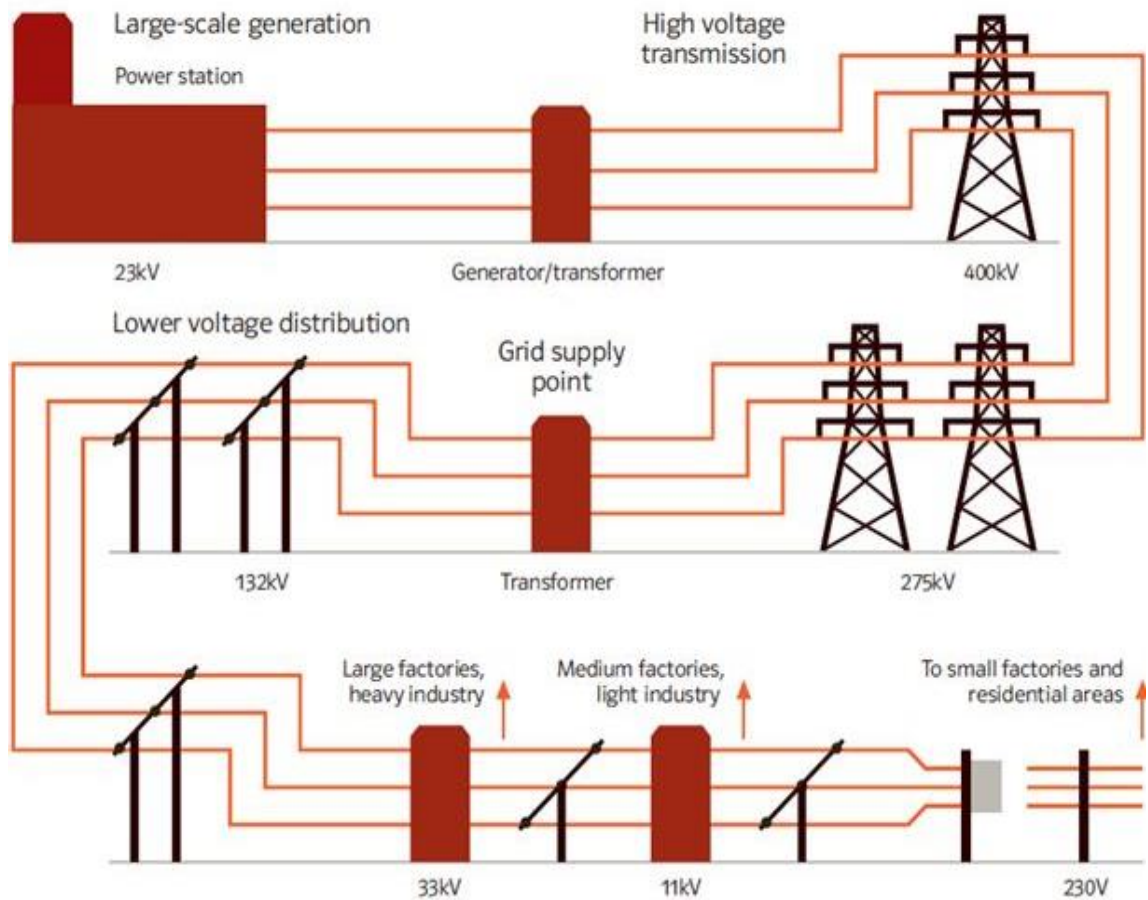 Large-scale generation
Power station
High voltage
transmission
23kV
Generator/transformer
400kV
Lower voltage distribution
Grid supply
point
132kV
Transformer
275kV
Large factories,
heavy industry
Medium factories,
light industry
To small factories and
residential areas
33kV
11kV
230V